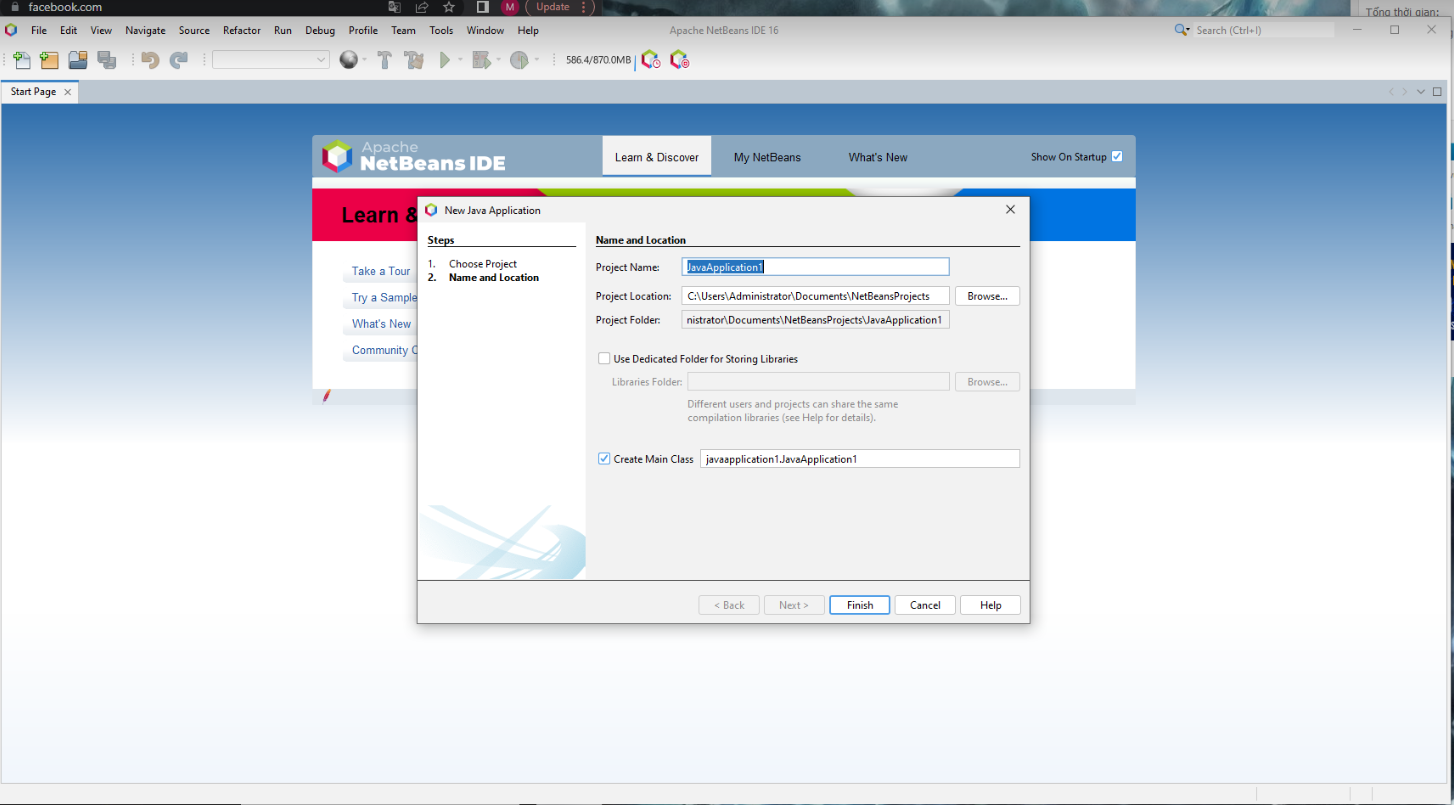 facebook.com
M
Update
Tổng thời gian:
File Edit View Navigate Source Refactor Run Debug Profile Team Tools Window Help
Apache NetBeans IDE 16
Search (Ctrl+I)
586.4/870.0MB
Start Page
Apache
NetBeans IDE
Learn & Discover
My NetBeans
What's New
Show On Startup
Learn &
Take a Tour
Try a Sample
What's New
Community C
New Java Application
Steps
1. Choose Project
2. Name and Location
Name and Location
Project Name: JavaApplication1
Project Location: C:\Users\Administrator\Documents\NetBeansProjects Browse...
Project Folder: nistrator\Documents\NetBeansProjects\JavaApplication1
Use Dedicated Folder for Storing Libraries
Libraries Folder: Browse...
Different users and projects can share the same
compilation libraries (see Help for details).
Create Main Class javaapplication1.JavaApplication1
< Back Next > Finish Cancel Help